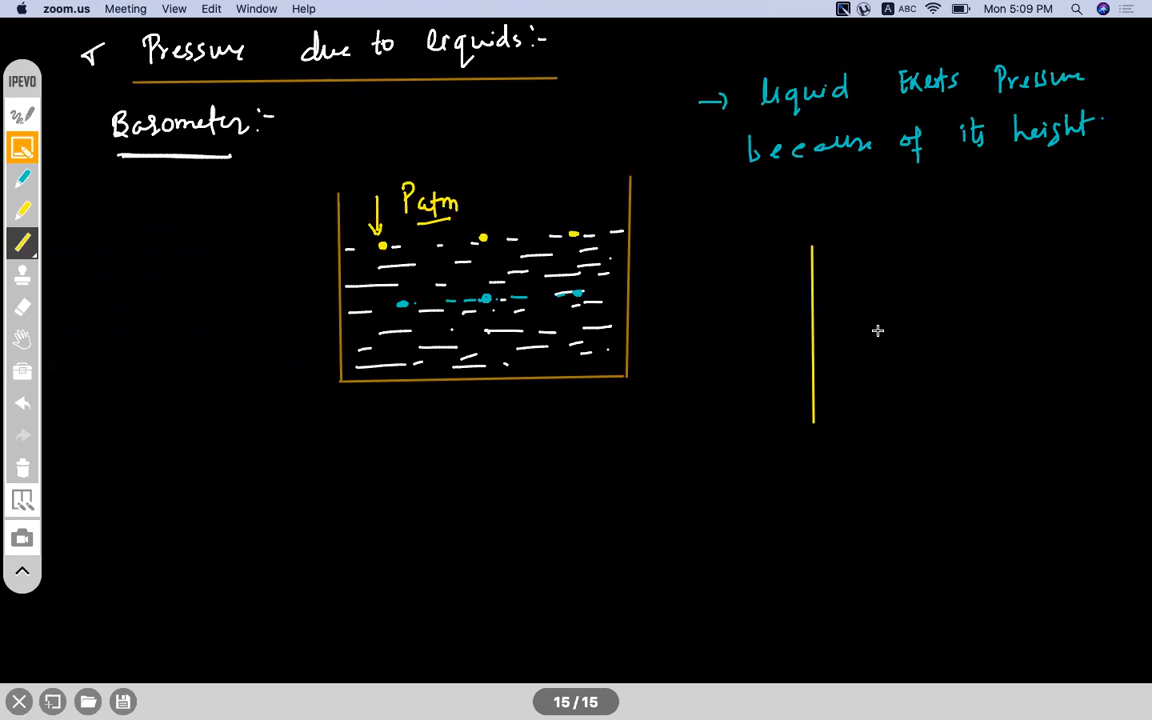 zoom.us Meeting View Edit Window Help A ABC Mon 5:09 PM
IPEVO
Pressure due to liquids:-
Barometer:-
→ liquid Exerts Pressure
because of its height.
Patm
15 / 15